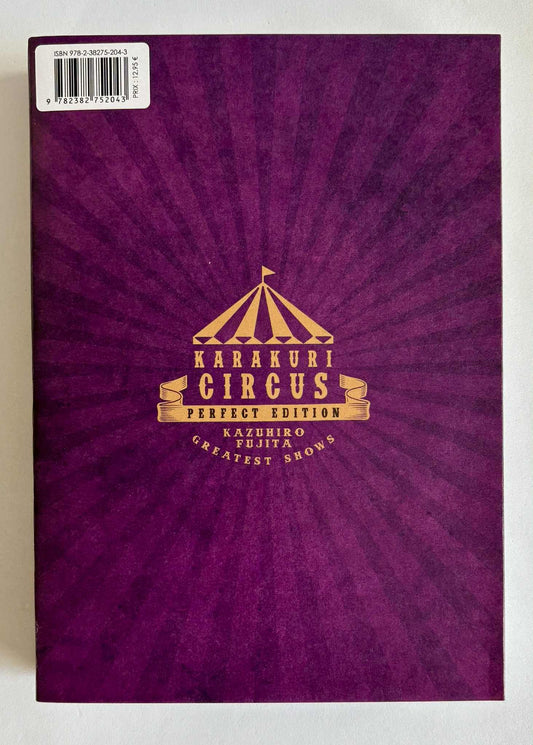 ISBN 978-2-38275-204-3
9 782382 752043
PRIX : 12,95 €
KARAKURI
CIRCUS
PERFECT EDITION
KAZUHIRO
FUJITA
GREATEST SHOWS